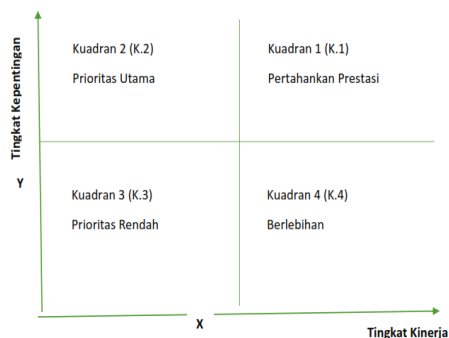 Tingkat Kepentingan
Y
Kuadran 2 (K.2)
Prioritas Utama
Kuadran 1 (K.1)
Pertahankan Prestasi
Kuadran 3 (K.3)
Prioritas Rendah
Kuadran 4 (K.4)
Berlebihan
X
Tingkat Kinerja